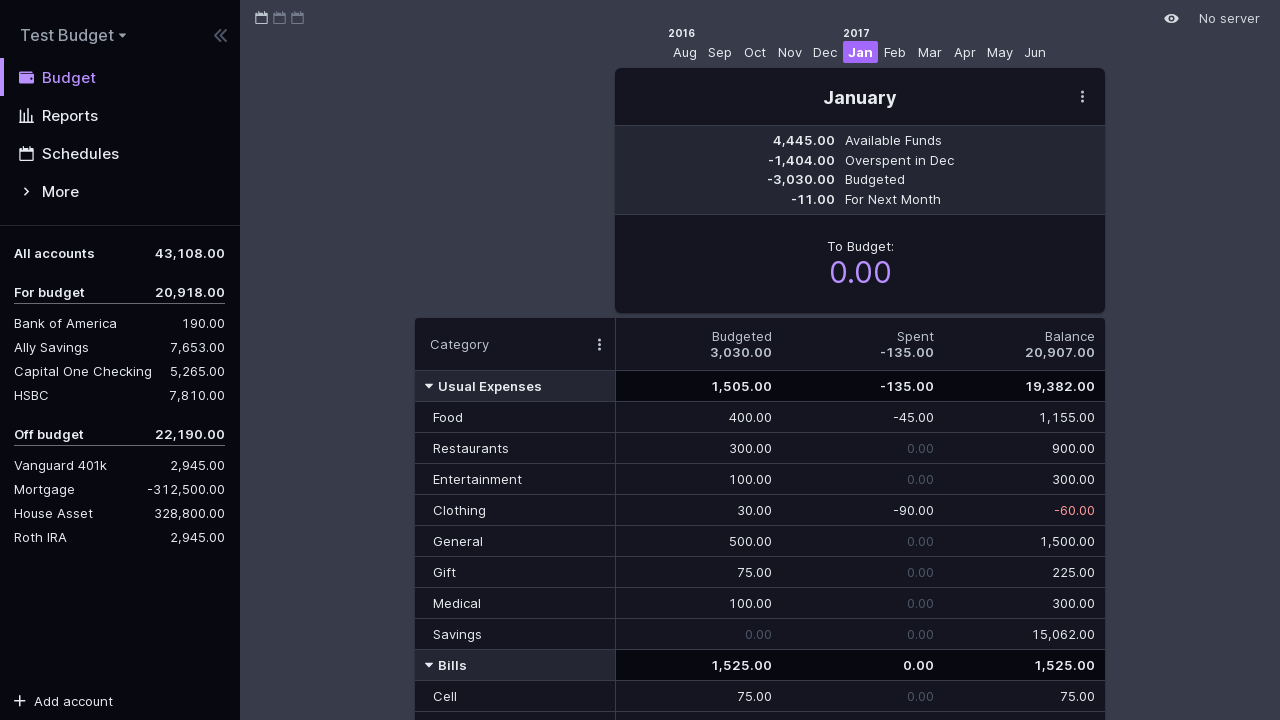 Test Budget
Budget
Reports
Schedules
More
All accounts 43,108.00
For budget 20,918.00
Bank of America 190.00
Ally Savings 7,653.00
Capital One Checking 5,265.00
HSBC 7,810.00
Off budget 22,190.00
Vanguard 401k 2,945.00
Mortgage -312,500.00
House Asset 328,800.00
Roth IRA 2,945.00
Add account
No server
2016 2017
Aug Sep Oct Nov Dec Jan Feb Mar Apr May Jun
January
4,445.00 Available Funds
-1,404.00 Overspent in Dec
-3,030.00 Budgeted
-11.00 For Next Month
To Budget:
0.00
Category Budgeted Spent Balance
3,030.00 -135.00 20,907.00
Usual Expenses 1,505.00 -135.00 19,382.00
Food 400.00 -45.00 1,155.00
Restaurants 300.00 0.00 900.00
Entertainment 100.00 0.00 300.00
Clothing 30.00 -90.00 -60.00
General 500.00 0.00 1,500.00
Gift 75.00 0.00 225.00
Medical 100.00 0.00 300.00
Savings 0.00 0.00 15,062.00
Bills 1,525.00 0.00 1,525.00
Cell 75.00 0.00 75.00